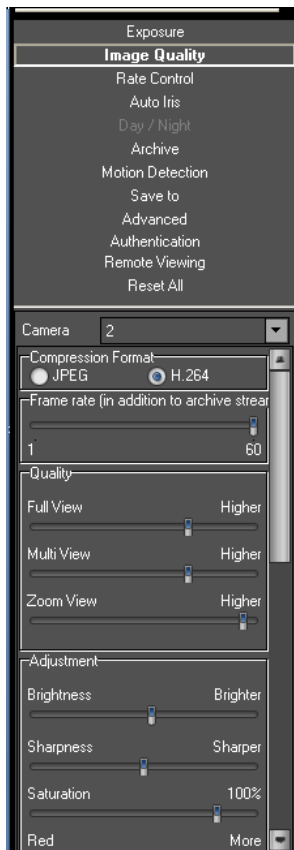 Exposure
Image Quality
Rate Control
Auto Iris
Day / Night
Archive
Motion Detection
Save to
Advanced
Authentication
Remote Viewing
Reset All
Camera 2
Compression Format
JPEG H.264
Frame rate (in addition to archive strear
1 60
Quality
Full View Higher
Multi View Higher
Zoom View Higher
Adjustment
Brightness Brighter
Sharpness Sharper
Saturation 100%
Red More